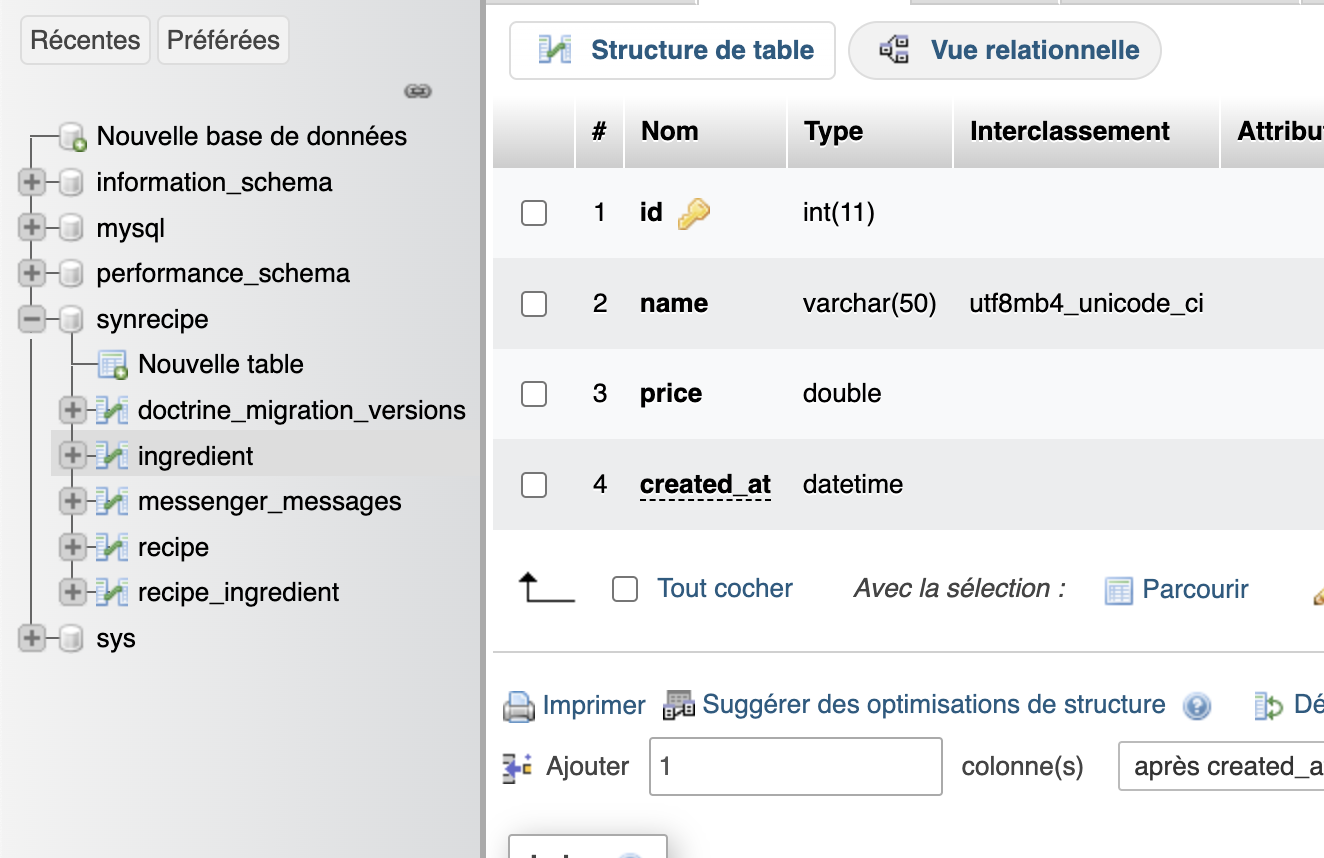 Récentes
Préférées
Nouvelle base de données
information_schema
mysql
performance_schema
synrecipe
Nouvelle table
doctrine_migration_versions
ingredient
messenger_messages
recipe
recipe_ingredient
sys
Structure de table
Vue relationnelle
# Nom Type Interclassement Attribu
1 id int(11)
2 name varchar(50) utf8mb4_unicode_ci
3 price double
4 created_at datetime
Tout cocher Avec la sélection : Parcourir
Imprimer Suggérer des optimisations de structure Dé
Ajouter 1 colonne(s) après created_a